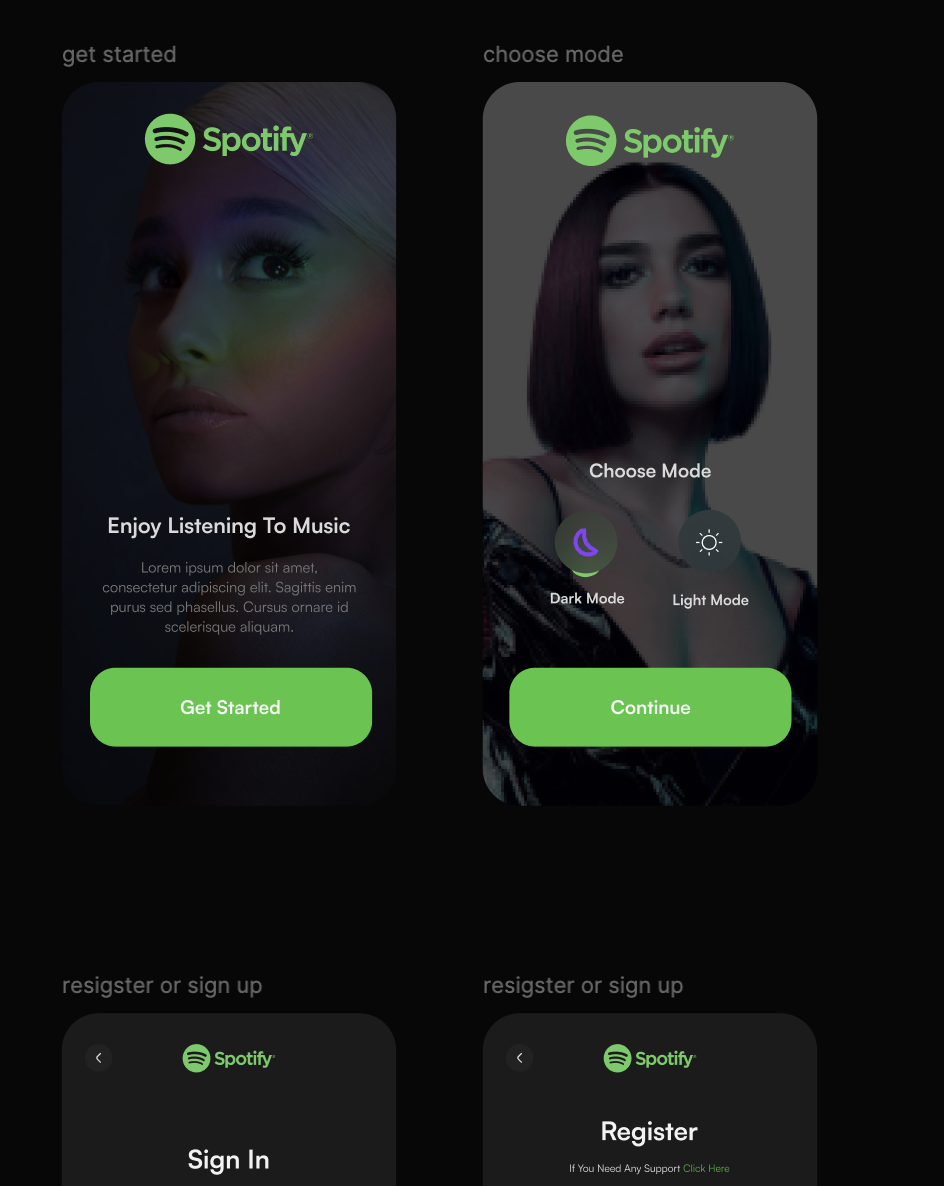 get started
choose mode
Spotify®
Spotify®
Enjoy Listening To Music
Lorem ipsum dolor sit amet,
consectetur adipiscing elit. Sagittis enim
purus sed phasellus. Cursus ornare id
scelerisque aliquam.
Get Started
Choose Mode
Dark Mode
Light Mode
Continue
resigster or sign up
resigster or sign up
Spotify®
Sign In
Spotify®
Register
If You Need Any Support Click Here